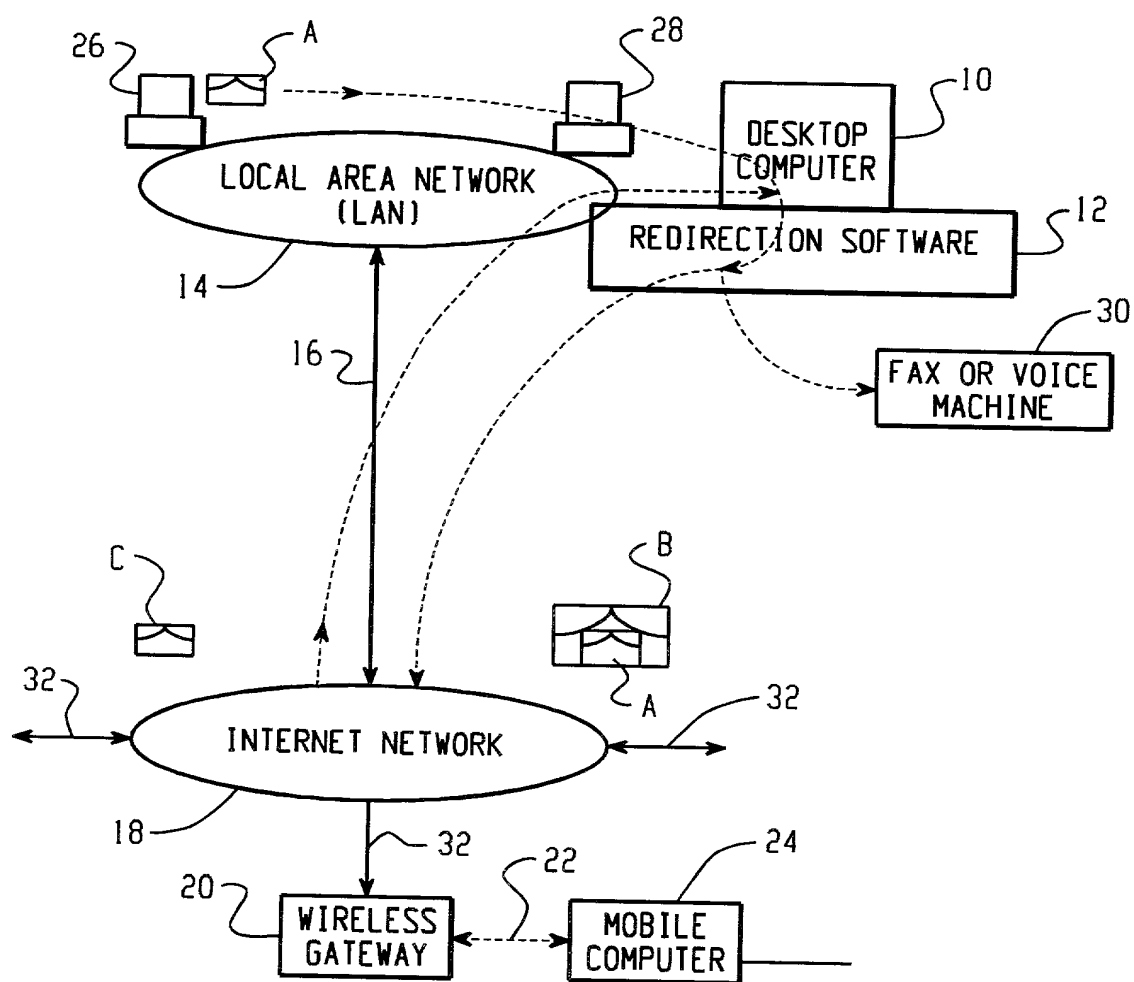 26
A
28
10
DESKTOP
COMPUTER
LOCAL AREA NETWORK
(LAN)
12
REDIRECTION SOFTWARE
14
16
30
FAX OR VOICE
MACHINE
C
B
A
32
32
INTERNET NETWORK
18
32
24
22
20
WIRELESS
GATEWAY
MOBILE
COMPUTER